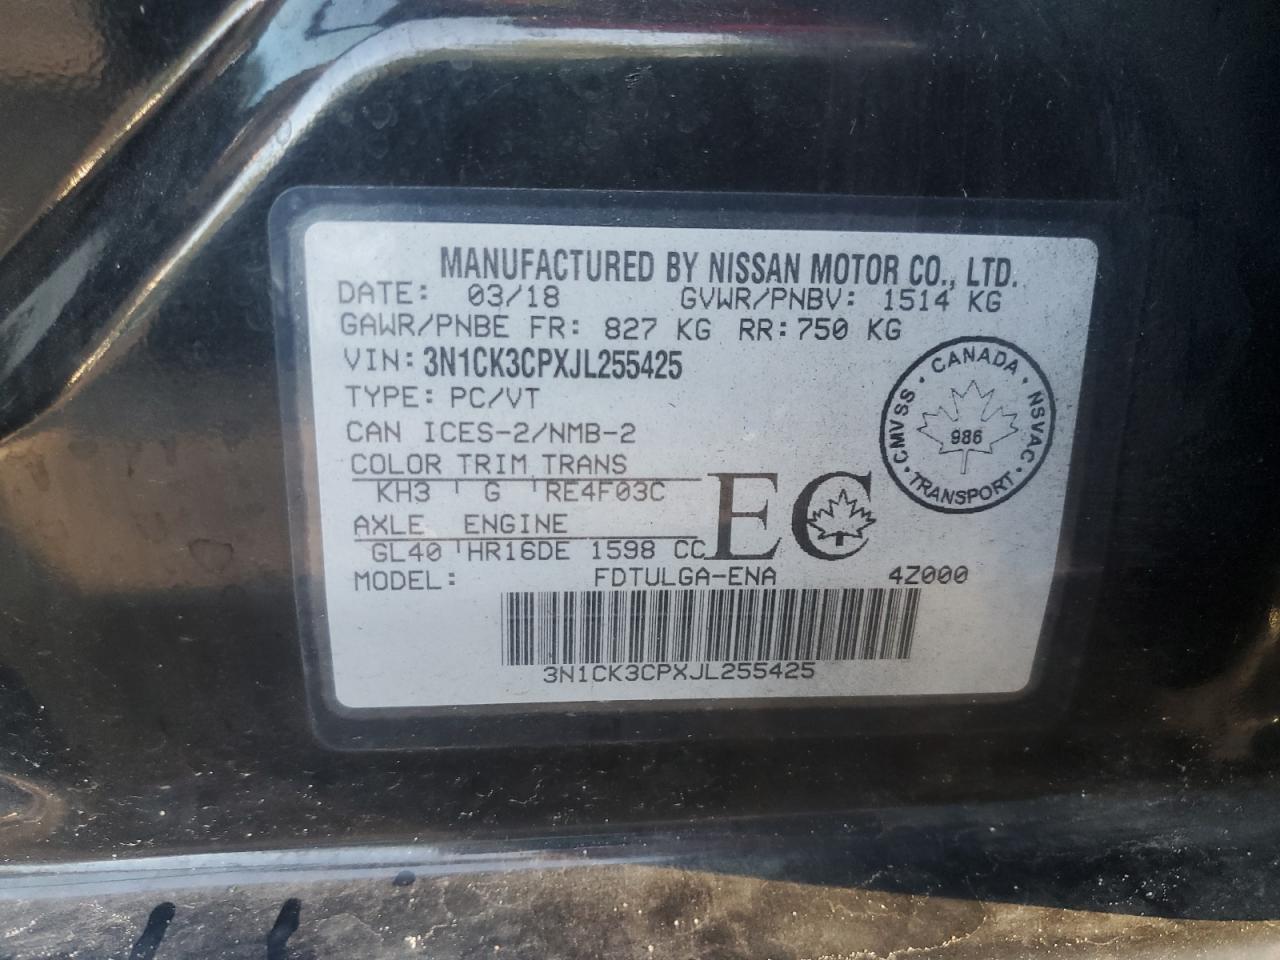 MANUFACTURED BY NISSAN MOTOR CO., LTD.
DATE: 03/18 GVWR/PNBV: 1514 KG
GAWR/PNBE FR: 827 KG RR: 750 KG
VIN: 3N1CK3CPXJL255425
TYPE: PC/VT
CAN ICES-2/NMB-2
COLOR TRIM TRANS
KH3 G RE4F03C
AXLE ENGINE
GL40 HR16DE 1598 CC
EC
CANADA · NSVAC · TRANSPORT · CMVSS ·
986
MODEL: FDTULGA-ENA 4Z000
3N1CK3CPXJL255425